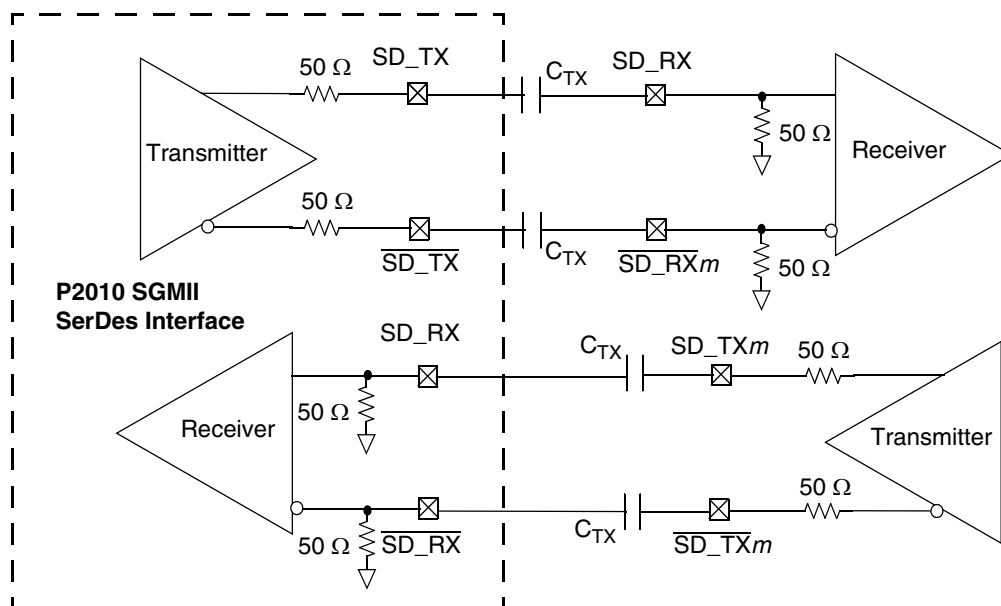 50 Ω
SD_TX
C_TX
SD_RX
50 Ω
Transmitter
Receiver
50 Ω
SD_TX
C_TX
SD_RXm
50 Ω
P2010 SGMII
SerDes Interface
SD_RX
C_TX
SD_TXm
50 Ω
50 Ω
Receiver
Transmitter
50 Ω
50 Ω
SD_RX
C_TX
SD_TXm